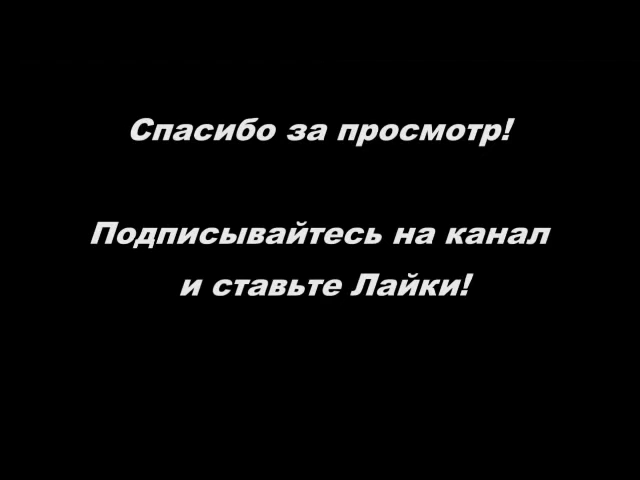 Спасибо за просмотр!
Подписывайтесь на канал
и ставьте Лайки!